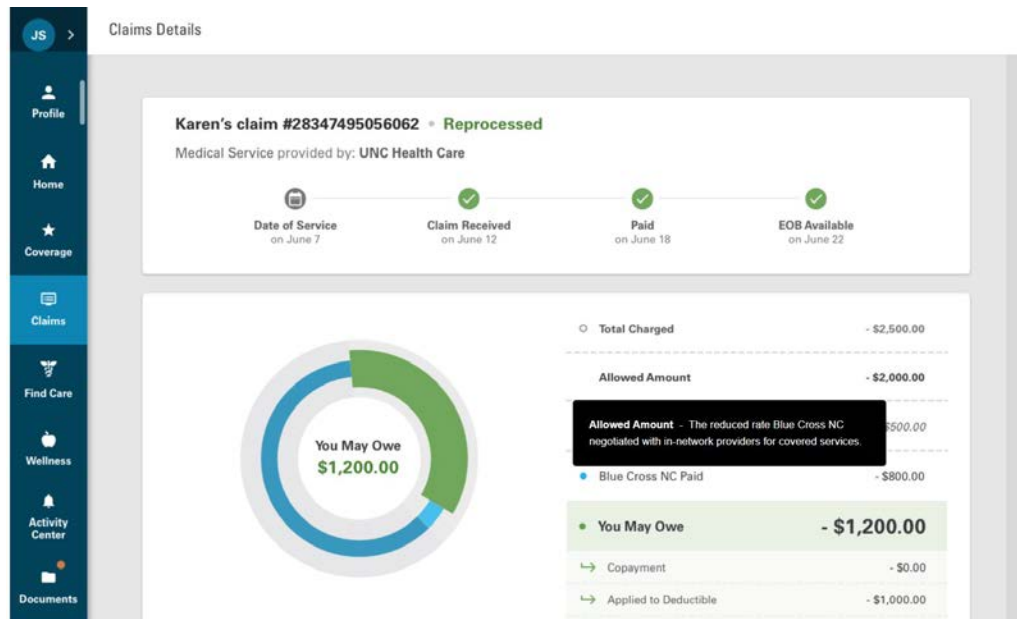 JS >
Claims Details
Profile
Home
Coverage
Claims
Find Care
Wellness
Activity
Center
Documents
Karen's claim #28347495056062 • Reprocessed
Medical Service provided by: UNC Health Care
Date of Service
on June 7
Claim Received
on June 12
Paid
on June 18
EOB Available
on June 22
You May Owe
$1,200.00
Total Charged - $2,500.00
Allowed Amount - $2,000.00
Allowed Amount - The reduced rate Blue Cross NC
negotiated with in-network providers for covered services.
$500.00
Blue Cross NC Paid - $800.00
You May Owe - $1,200.00
Copayment - $0.00
Applied to Deductible - $1,000.00